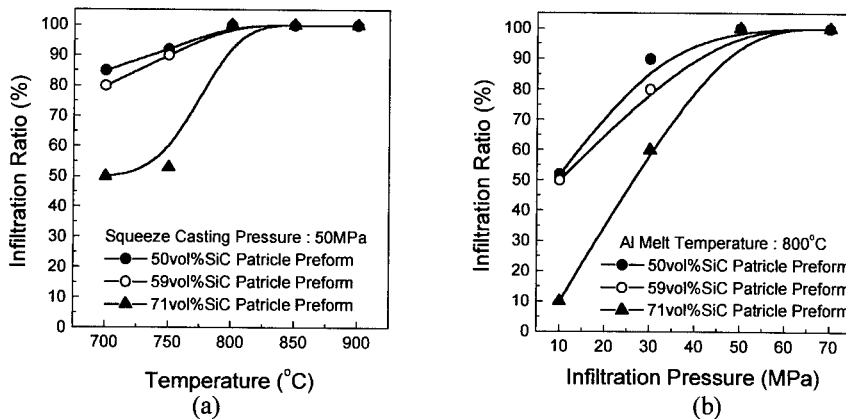 100
90
80
70
60
50
40
30
20
10
0
Infiltration Ratio (%)
Squeeze Casting Pressure : 50MPa
50vol%SiC Patricle Preform
59vol%SiC Patricle Preform
71vol%SiC Patricle Preform
700 750 800 850 900
Temperature (°C)
(a)
100
90
80
70
60
50
40
30
20
10
0
Infiltration Ratio (%)
Al Melt Temperature : 800°C
50vol%SiC Patricle Preform
59vol%SiC Patricle Preform
71vol%SiC Patricle Preform
10 20 30 40 50 60 70
Infiltration Pressure (MPa)
(b)